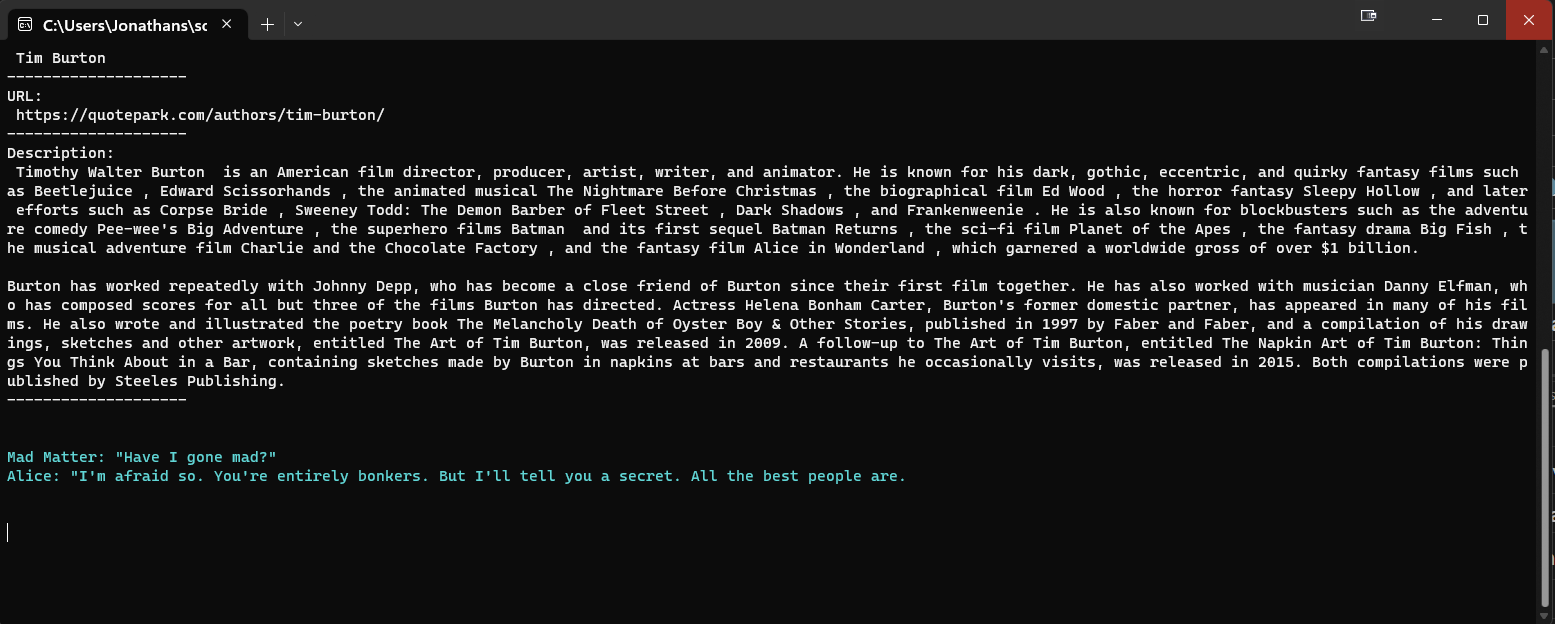 C:\Users\Jonathans\sc
Tim Burton
--------------------
URL:
https://quotepark.com/authors/tim-burton/
--------------------
Description:
Timothy Walter Burton  is an American film director, producer, artist, writer, and animator. He is known for his dark, gothic, eccentric, and quirky fantasy films such
as Beetlejuice , Edward Scissorhands , the animated musical The Nightmare Before Christmas , the biographical film Ed Wood , the horror fantasy Sleepy Hollow , and later
efforts such as Corpse Bride , Sweeney Todd: The Demon Barber of Fleet Street , Dark Shadows , and Frankenweenie . He is also known for blockbusters such as the adventu
re comedy Pee-wee's Big Adventure , the superhero films Batman  and its first sequel Batman Returns , the sci-fi film Planet of the Apes , the fantasy drama Big Fish , t
he musical adventure film Charlie and the Chocolate Factory , and the fantasy film Alice in Wonderland , which garnered a worldwide gross of over $1 billion.
Burton has worked repeatedly with Johnny Depp, who has become a close friend of Burton since their first film together. He has also worked with musician Danny Elfman, wh
o has composed scores for all but three of the films Burton has directed. Actress Helena Bonham Carter, Burton's former domestic partner, has appeared in many of his fil
ms. He also wrote and illustrated the poetry book The Melancholy Death of Oyster Boy & Other Stories, published in 1997 by Faber and Faber, and a compilation of his draw
ings, sketches and other artwork, entitled The Art of Tim Burton, was released in 2009. A follow-up to The Art of Tim Burton, entitled The Napkin Art of Tim Burton: Thin
gs You Think About in a Bar, containing sketches made by Burton in napkins at bars and restaurants he occasionally visits, was released in 2015. Both compilations were p
ublished by Steeles Publishing.
--------------------
Mad Matter: "Have I gone mad?"
Alice: "I'm afraid so. You're entirely bonkers. But I'll tell you a secret. All the best people are.